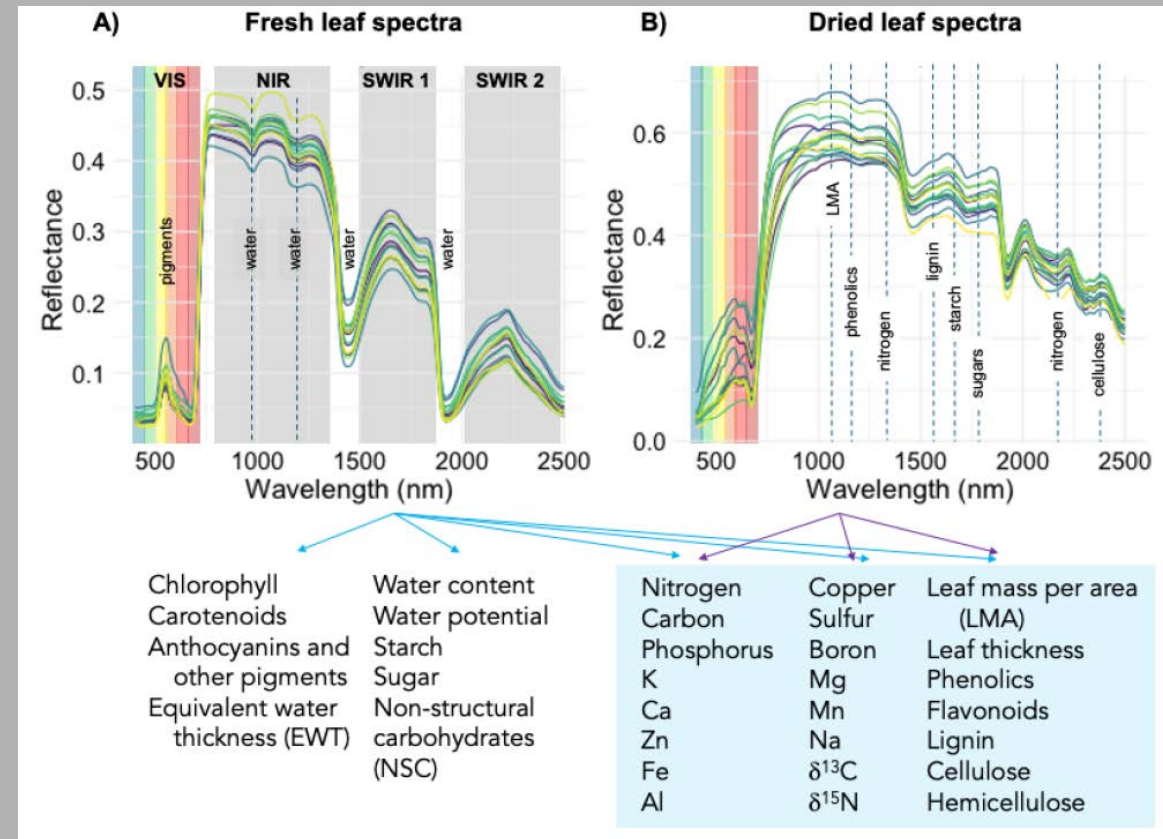 A)
Fresh leaf spectra
VIS
NIR
SWIR 1
SWIR 2
Reflectance
0.5
0.4
0.3
0.2
0.1
pigments
water
water
water
water
500
1000
1500
2000
2500
Wavelength (nm)
B)
Dried leaf spectra
Reflectance
0.6
0.4
0.2
0.0
LMA
phenolics
nitrogen
lignin
starch
sugars
nitrogen
cellulose
500
1000
1500
2000
2500
Wavelength (nm)
Chlorophyll
Carotenoids
Anthocyanins and
other pigments
Equivalent water
thickness (EWT)
Water content
Water potential
Starch
Sugar
Non-structural
carbohydrates
(NSC)
Nitrogen
Carbon
Phosphorus
K
Ca
Zn
Fe
Al
Copper
Sulfur
Boron
Mg
Mn
Na
δ¹³C
δ¹⁵N
Leaf mass per area
(LMA)
Leaf thickness
Phenolics
Flavonoids
Lignin
Cellulose
Hemicellulose